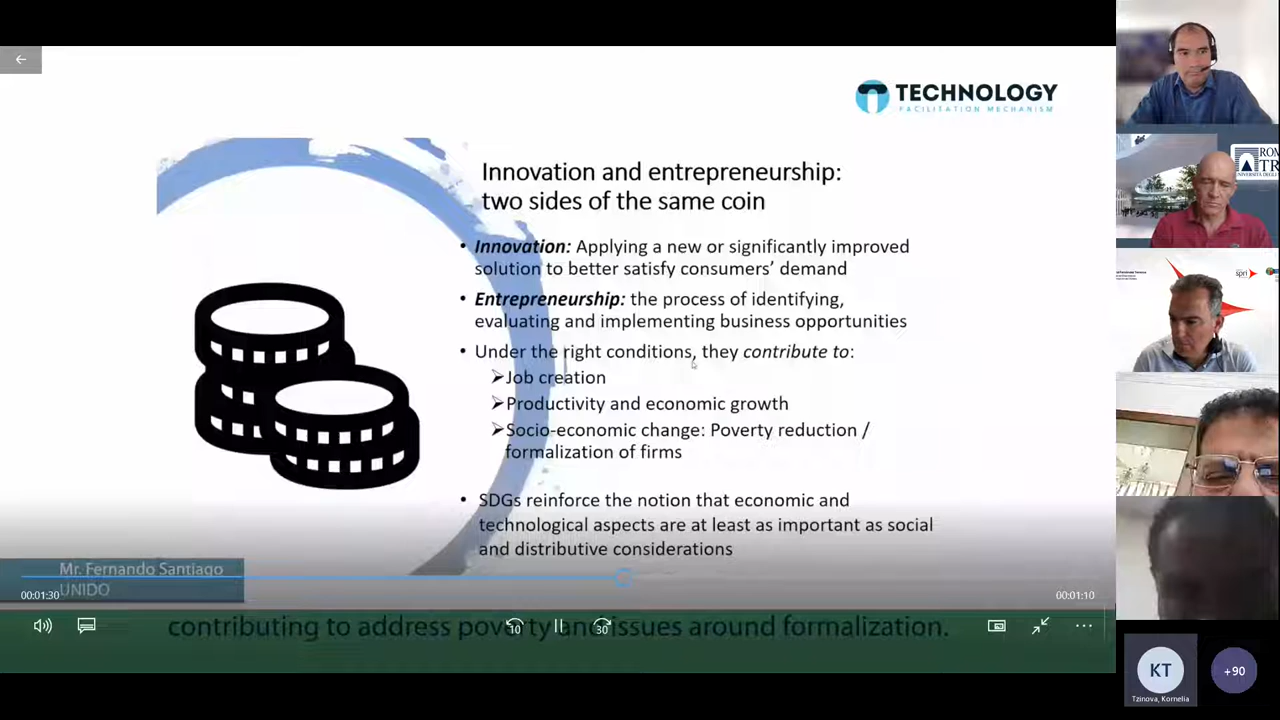 TECHNOLOGY
FACILITATION MECHANISM
Innovation and entrepreneurship:
two sides of the same coin
• Innovation: Applying a new or significantly improved
solution to better satisfy consumers’ demand
• Entrepreneurship: the process of identifying,
evaluating and implementing business opportunities
• Under the right conditions, they contribute to:
➢Job creation
➢Productivity and economic growth
➢Socio-economic change: Poverty reduction /
formalization of firms
• SDGs reinforce the notion that economic and
technological aspects are at least as important as social
and distributive considerations
Mr. Fernando Santiago
UNIDO
00:01:30
00:01:10
contributing to address poverty and issues around formalization.
10
30
spri
KT
+90
Tzinova, Kornelia